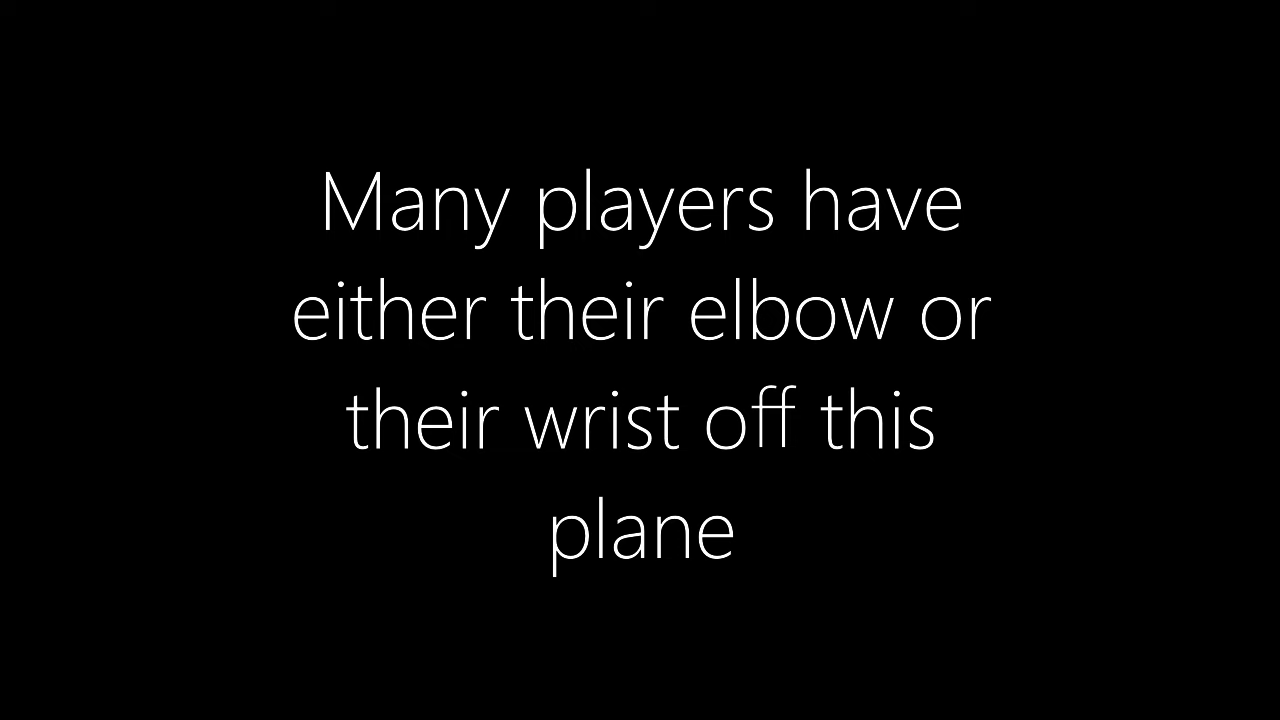 Many players have
either their elbow or
their wrist off this
plane